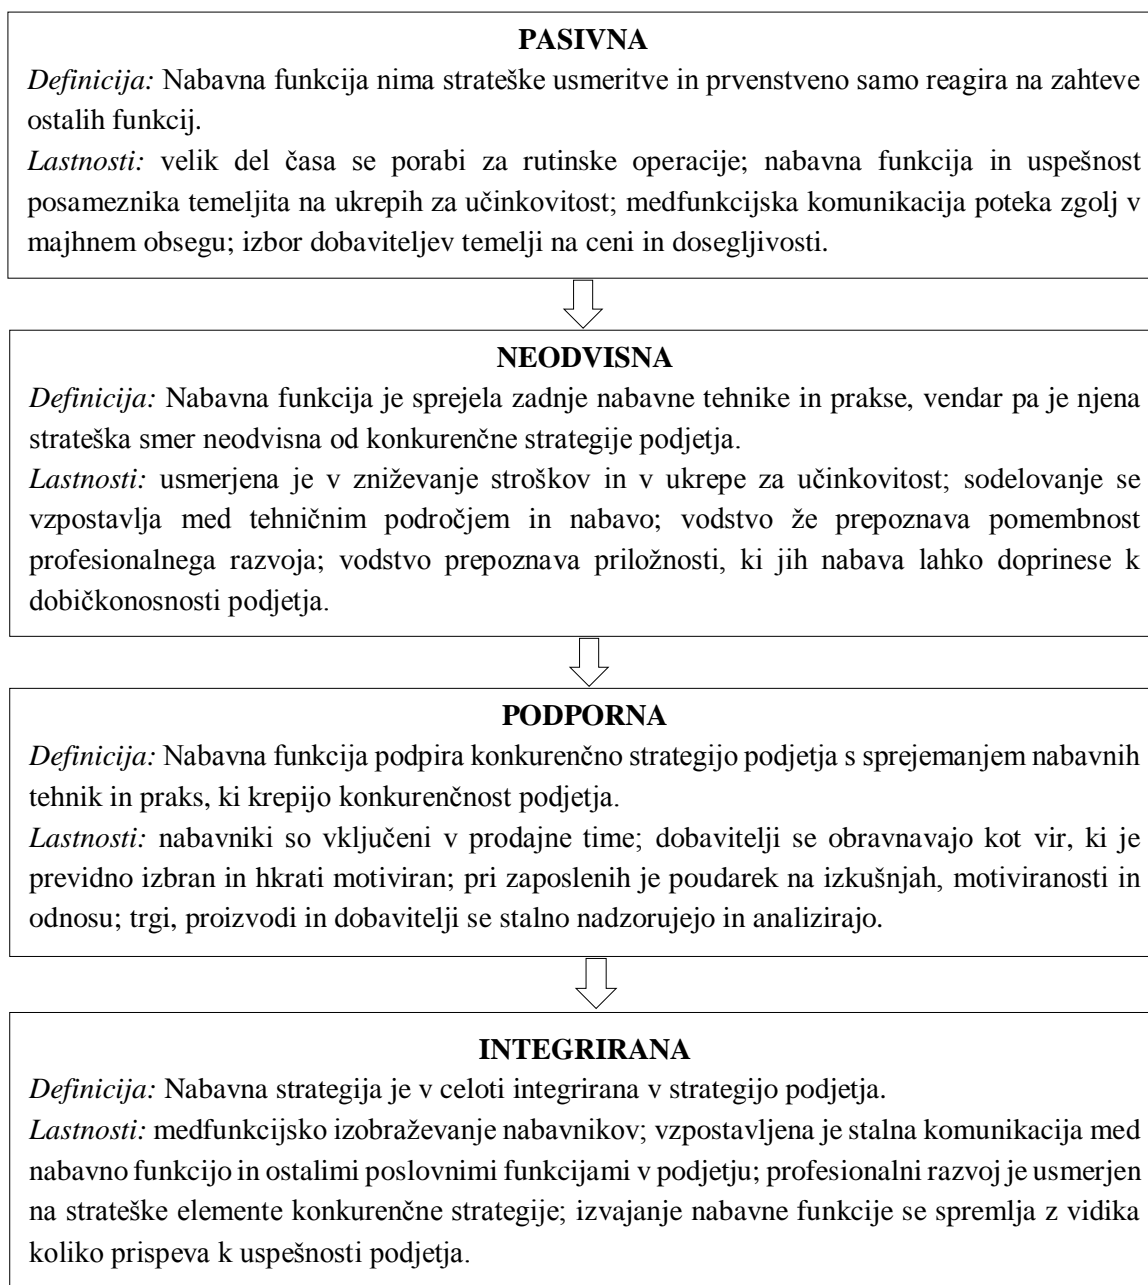 PASIVNA
Definicija: Nabavna funkcija nima strateške usmeritve in prvenstveno samo reagira na zahteve
ostalih funkcij.
Lastnosti: velik del časa se porabi za rutinske operacije; nabavna funkcija in uspešnost
posameznika temeljita na ukrepih za učinkovitost; medfunkcijska komunikacija poteka zgolj v
majhnem obsegu; izbor dobaviteljev temelji na ceni in dosegljivosti.
NEODVISNA
Definicija: Nabavna funkcija je sprejela zadnje nabavne tehnike in prakse, vendar pa je njena
strateška smer neodvisna od konkurenčne strategije podjetja.
Lastnosti: usmerjena je v zniževanje stroškov in v ukrepe za učinkovitost; sodelovanje se
vzpostavlja med tehničnim področjem in nabavo; vodstvo že prepoznava pomembnost
profesionalnega razvoja; vodstvo prepoznava priložnosti, ki jih nabava lahko doprinese k
dobičkonosnosti podjetja.
PODPORNA
Definicija: Nabavna funkcija podpira konkurenčno strategijo podjetja s sprejemanjem nabavnih
tehnik in praks, ki krepijo konkurenčnost podjetja.
Lastnosti: nabavniki so vključeni v prodajne time; dobavitelji se obravnavajo kot vir, ki je
previdno izbran in hkrati motiviran; pri zaposlenih je poudarek na izkušnjah, motiviranosti in
odnosu; trgi, proizvodi in dobavitelji se stalno nadzorujejo in analizirajo.
INTEGRIRANA
Definicija: Nabavna strategija je v celoti integrirana v strategijo podjetja.
Lastnosti: medfunkcijsko izobraževanje nabavnikov; vzpostavljena je stalna komunikacija med
nabavno funkcijo in ostalimi poslovnimi funkcijami v podjetju; profesionalni razvoj je usmerjen
na strateške elemente konkurenčne strategije; izvajanje nabavne funkcije se spremlja z vidika
koliko prispeva k uspešnosti podjetja.